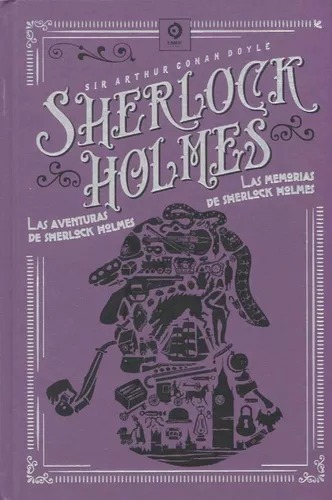 SIR ARTHUR CONAN DOYLE
SHERLOCK
HOLMES
LAS AVENTURAS
DE SHERLOCK HOLMES
LAS MEMORIAS
DE SHERLOCK HOLMES